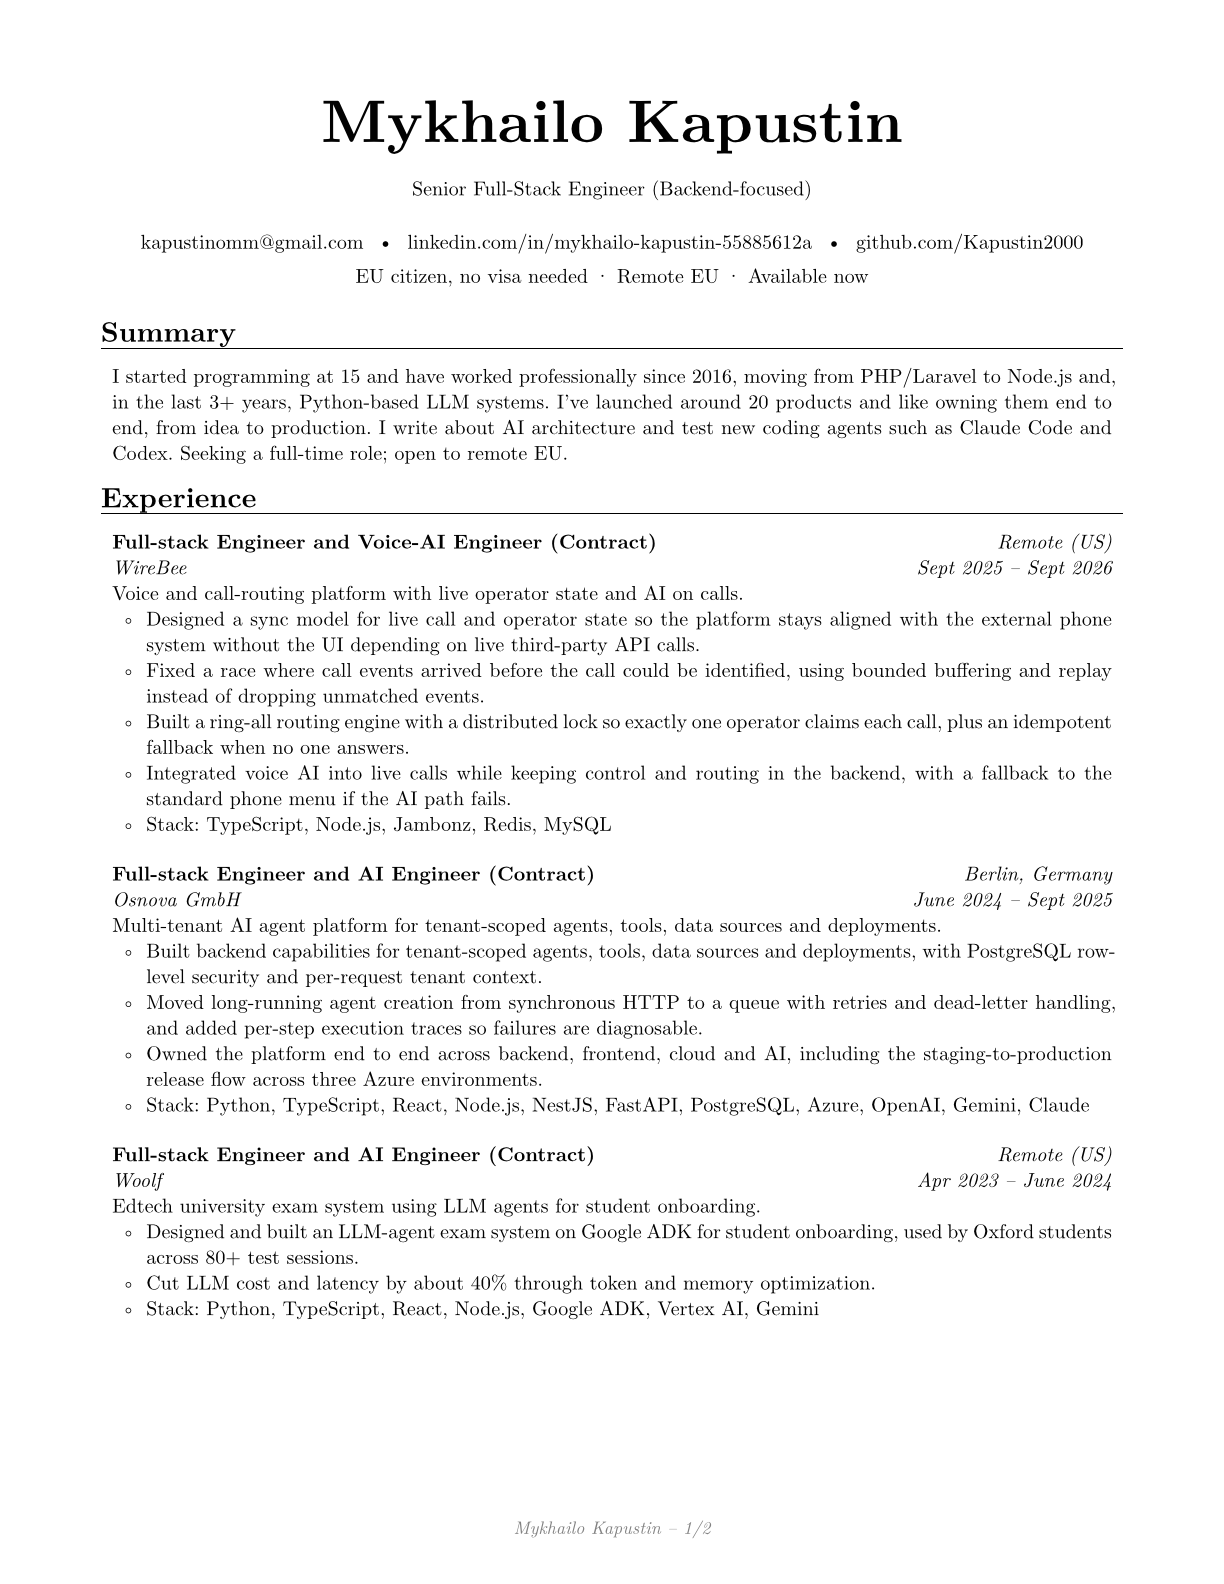 Mykhailo Kapustin
Senior Full-Stack Engineer (Backend-focused)
kapustinomm@gmail.com • linkedin.com/in/mykhailo-kapustin-55885612a • github.com/Kapustin2000
EU citizen, no visa needed · Remote EU · Available now
Summary
I started programming at 15 and have worked professionally since 2016, moving from PHP/Laravel to Node.js and,
in the last 3+ years, Python-based LLM systems. I've launched around 20 products and like owning them end to
end, from idea to production. I write about AI architecture and test new coding agents such as Claude Code and
Codex. Seeking a full-time role; open to remote EU.
Experience
Full-stack Engineer and Voice-AI Engineer (Contract) Remote (US)
WireBee Sept 2025 – Sept 2026
Voice and call-routing platform with live operator state and AI on calls.
◦ Designed a sync model for live call and operator state so the platform stays aligned with the external phone
system without the UI depending on live third-party API calls.
◦ Fixed a race where call events arrived before the call could be identified, using bounded buffering and replay
instead of dropping unmatched events.
◦ Built a ring-all routing engine with a distributed lock so exactly one operator claims each call, plus an idempotent
fallback when no one answers.
◦ Integrated voice AI into live calls while keeping control and routing in the backend, with a fallback to the
standard phone menu if the AI path fails.
◦ Stack: TypeScript, Node.js, Jambonz, Redis, MySQL
Full-stack Engineer and AI Engineer (Contract) Berlin, Germany
Osnova GmbH June 2024 – Sept 2025
Multi-tenant AI agent platform for tenant-scoped agents, tools, data sources and deployments.
◦ Built backend capabilities for tenant-scoped agents, tools, data sources and deployments, with PostgreSQL row-
level security and per-request tenant context.
◦ Moved long-running agent creation from synchronous HTTP to a queue with retries and dead-letter handling,
and added per-step execution traces so failures are diagnosable.
◦ Owned the platform end to end across backend, frontend, cloud and AI, including the staging-to-production
release flow across three Azure environments.
◦ Stack: Python, TypeScript, React, Node.js, NestJS, FastAPI, PostgreSQL, Azure, OpenAI, Gemini, Claude
Full-stack Engineer and AI Engineer (Contract) Remote (US)
Woolf Apr 2023 – June 2024
Edtech university exam system using LLM agents for student onboarding.
◦ Designed and built an LLM-agent exam system on Google ADK for student onboarding, used by Oxford students
across 80+ test sessions.
◦ Cut LLM cost and latency by about 40% through token and memory optimization.
◦ Stack: Python, TypeScript, React, Node.js, Google ADK, Vertex AI, Gemini
Mykhailo Kapustin – 1/2